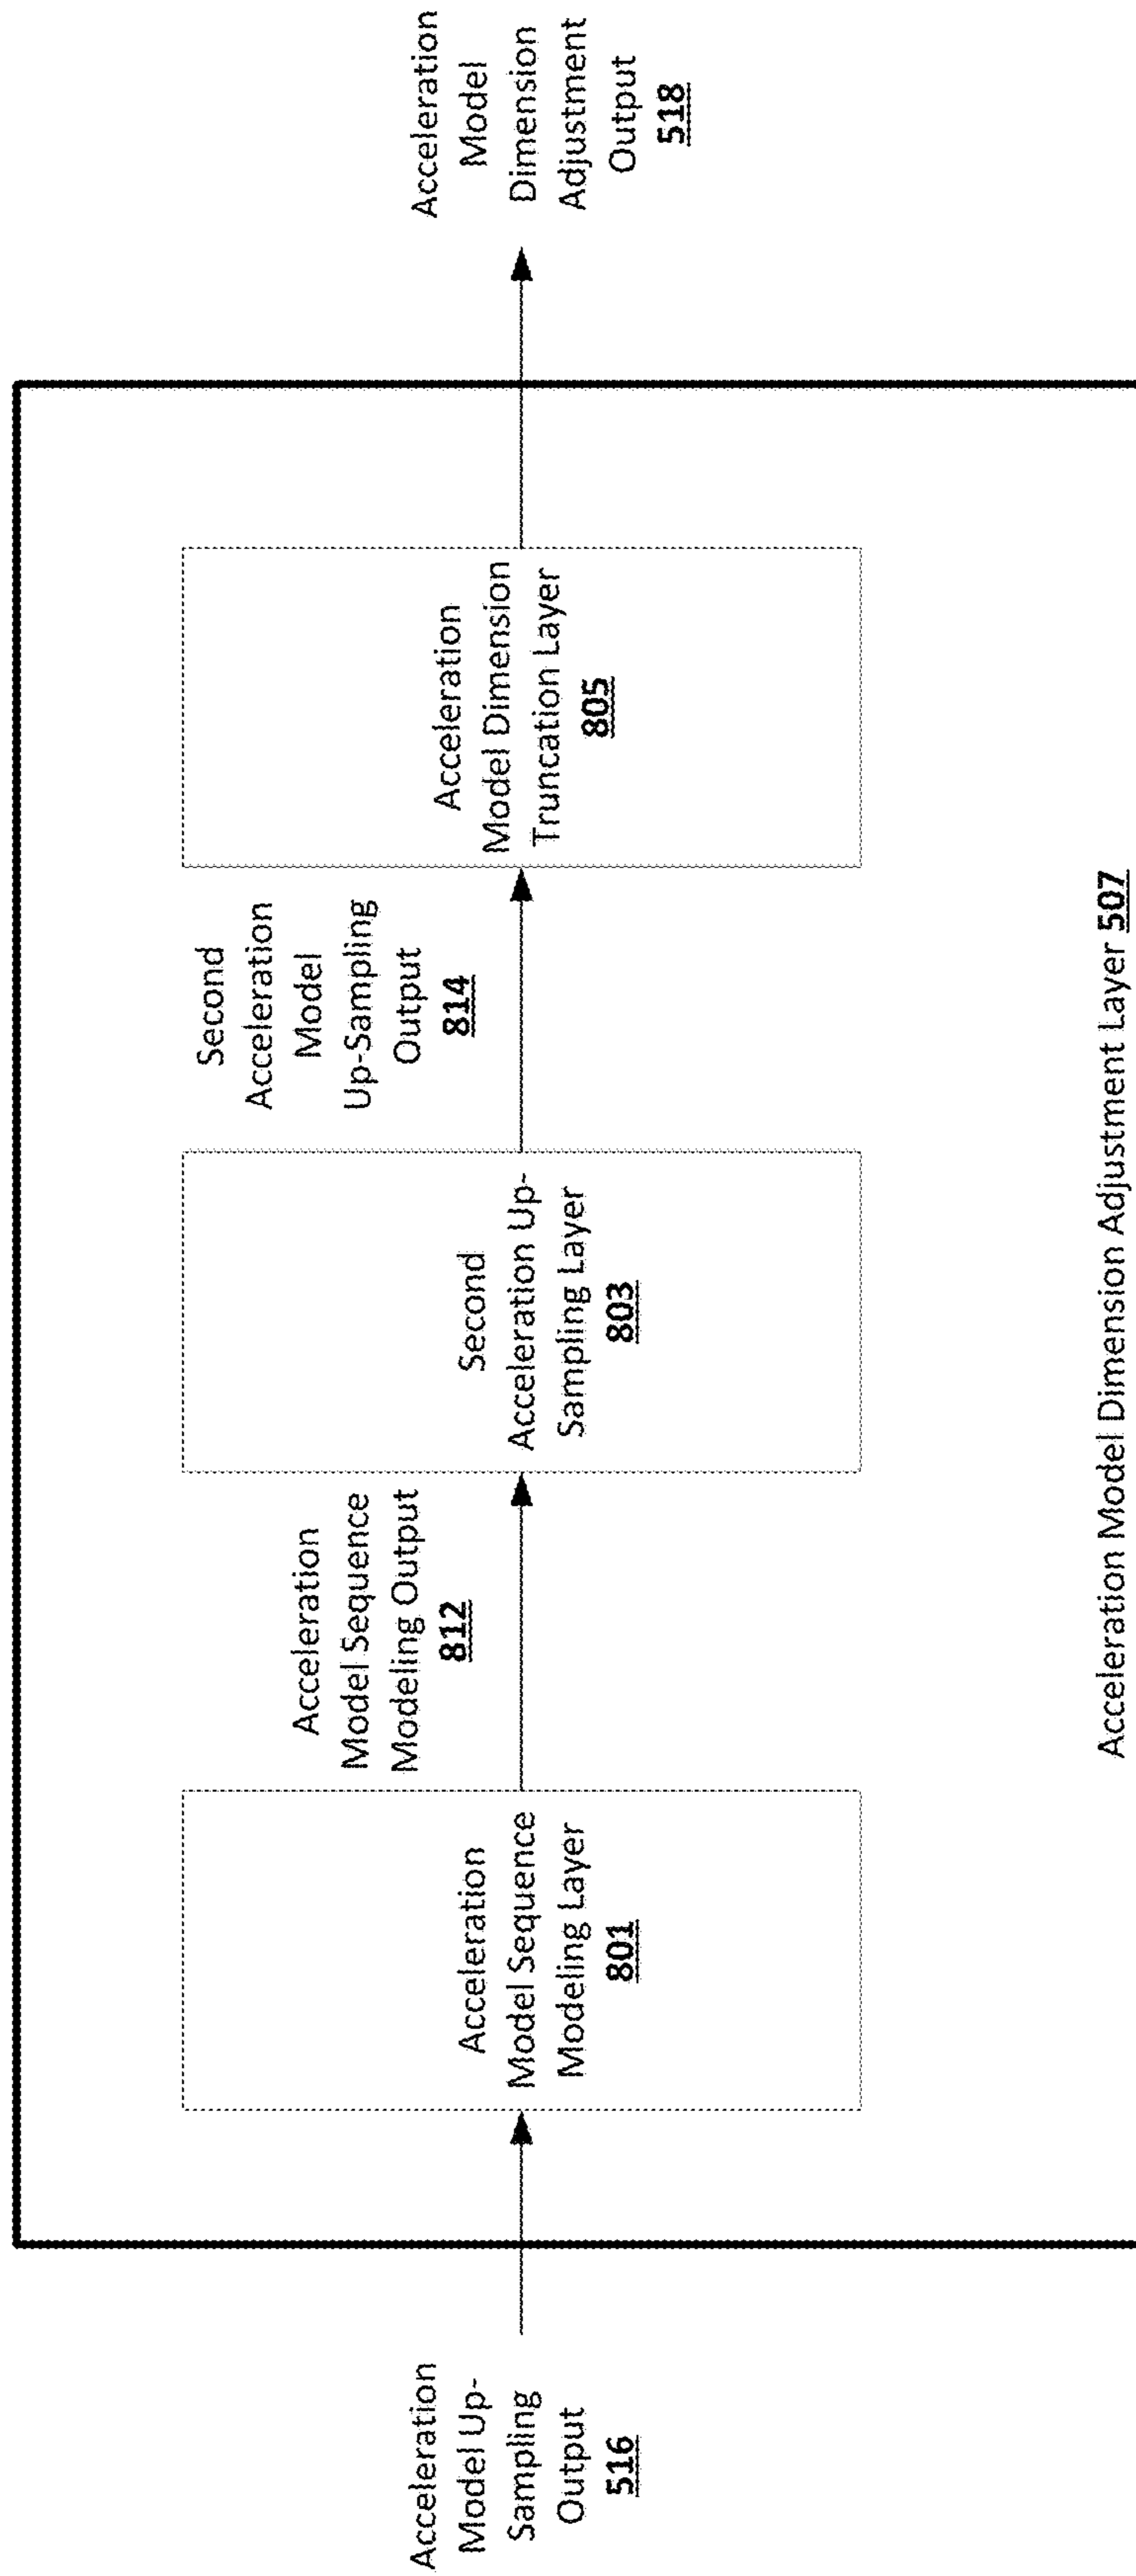 Acceleration
Model Up-
Sampling
Output
516
Acceleration
Model Sequence
Modeling Layer
801
Acceleration
Model Sequence
Modeling Output
812
Second
Acceleration Up-
Sampling Layer
803
Second
Acceleration
Model
Up-Sampling
Output
814
Acceleration
Model Dimension
Truncation Layer
805
Acceleration
Model
Dimension
Adjustment
Output
518
Acceleration Model Dimension Adjustment Layer 507